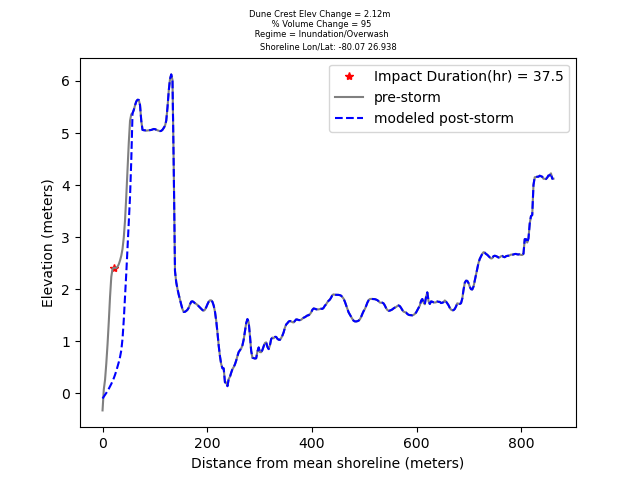 Dune Crest Elev Change = 2.12m
% Volume Change = 95
Regime = Inundation/Overwash
Shoreline Lon/Lat: -80.07 26.938
Impact Duration(hr) = 37.5
pre-storm
modeled post-storm
Elevation (meters)
6
5
4
3
2
1
0
0 200 400 600 800
Distance from mean shoreline (meters)